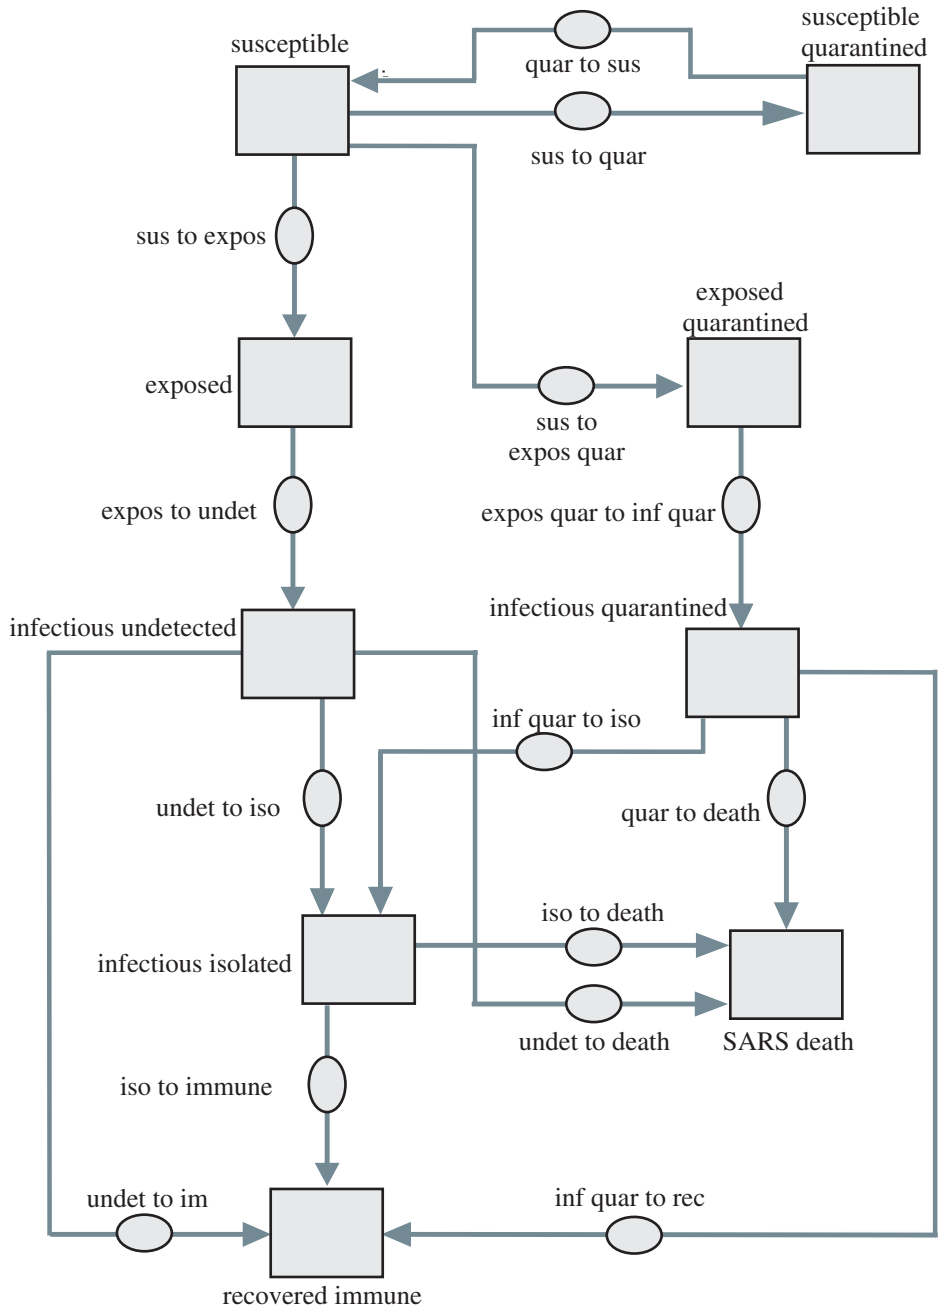 susceptible
quarantined
susceptible
quar to sus
sus to quar
sus to expos
exposed
quarantined
exposed
sus to
expos quar
expos to undet
expos quar to inf quar
infectious quarantined
infectious undetected
inf quar to iso
undet to iso
quar to death
iso to death
infectious isolated
undet to death
SARS death
iso to immune
undet to im
inf quar to rec
recovered immune